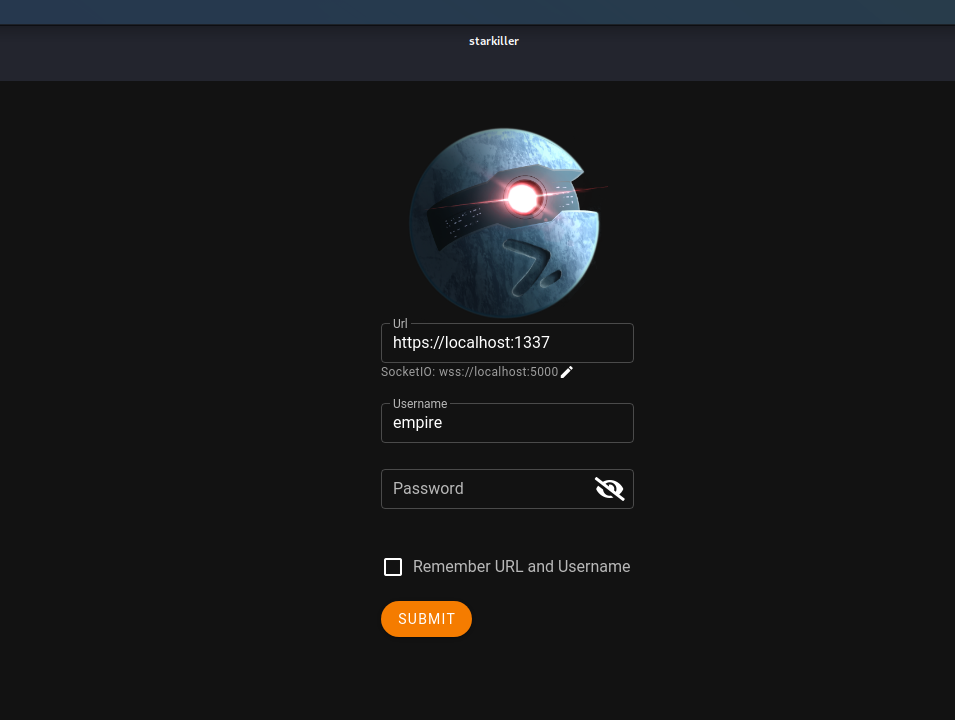 starkiller
Url
https://localhost:1337
SocketIO: wss://localhost:5000
Username
empire
Password
Remember URL and Username
SUBMIT